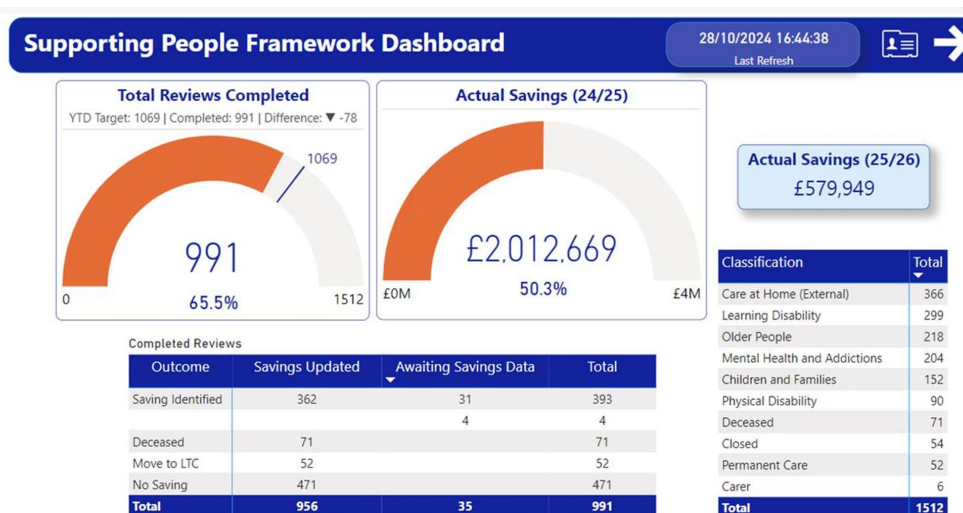 Supporting People Framework Dashboard
28/10/2024 16:44:38
Last Refresh
Total Reviews Completed
YTD Target: 1069 | Completed: 991 | Difference: ▼ -78
1069
991
0
65.5%
1512
Actual Savings (24/25)
£2,012,669
£0M
50.3%
£4M
Actual Savings (25/26)
£579,949
Completed Reviews
Outcome Savings Updated Awaiting Savings Data Total
Saving Identified 362 31 393
4 4
Deceased 71 71
Move to LTC 52 52
No Saving 471 471
Total 956 35 991
Classification Total
Care at Home (External) 366
Learning Disability 299
Older People 218
Mental Health and Addictions 204
Children and Families 152
Physical Disability 90
Deceased 71
Closed 54
Permanent Care 52
Carer 6
Total 1512